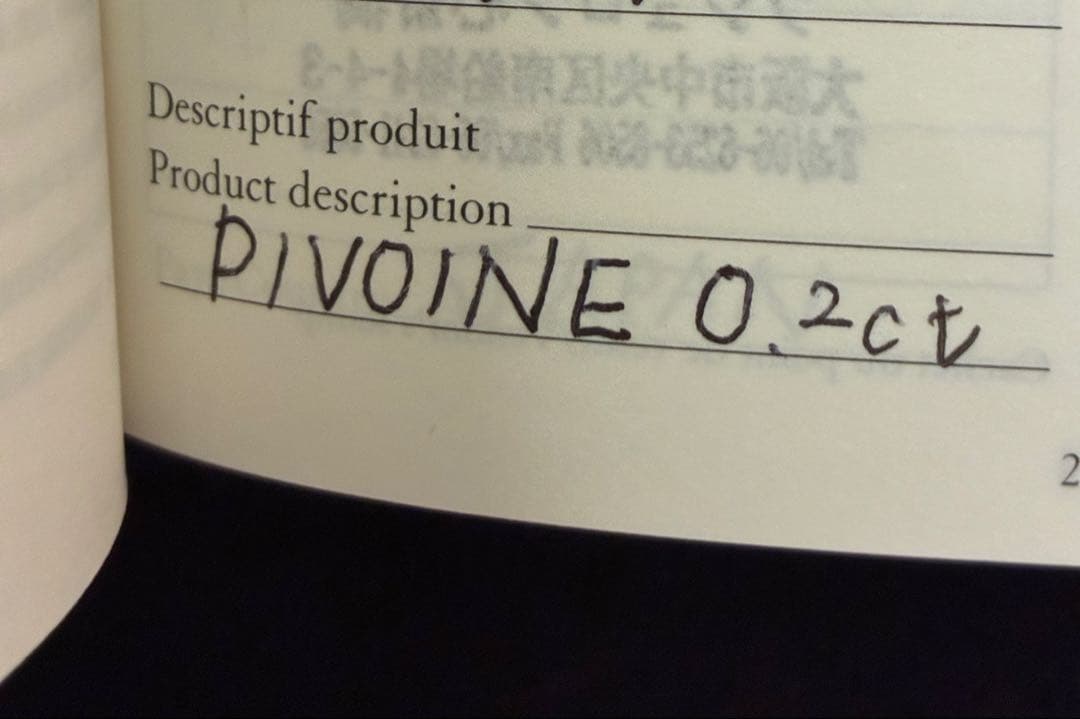 Descriptif produit
Product description
PIVOINE 0.2ct
2